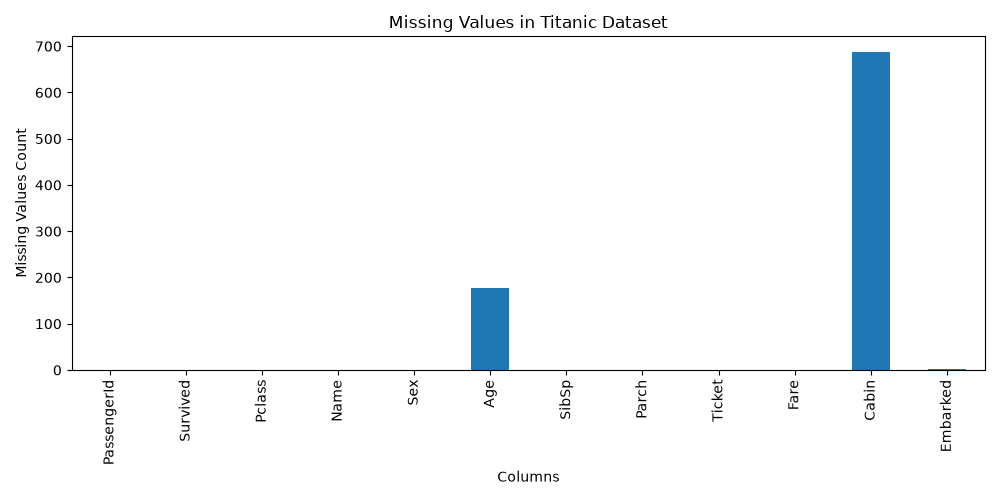 Missing Values in Titanic Dataset
Missing Values Count
700
600
500
400
300
200
100
0
PassengerId
Survived
Pclass
Name
Sex
Age
SibSp
Parch
Ticket
Fare
Cabin
Embarked
Columns